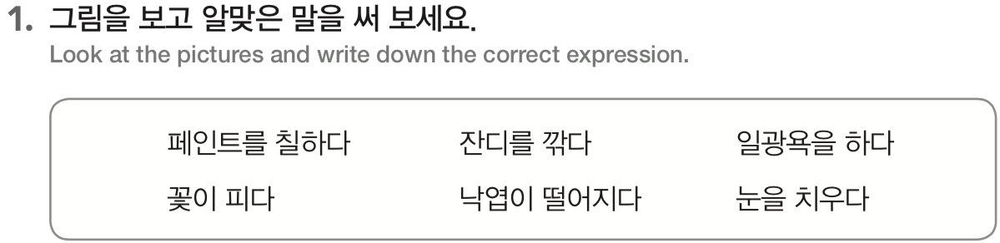 1. 그림을 보고 알맞은 말을 써 보세요.
Look at the pictures and write down the correct expression.
페인트를 칠하다 잔디를 깎다 일광욕을 하다
꽃이 피다 낙엽이 떨어지다 눈을 치우다